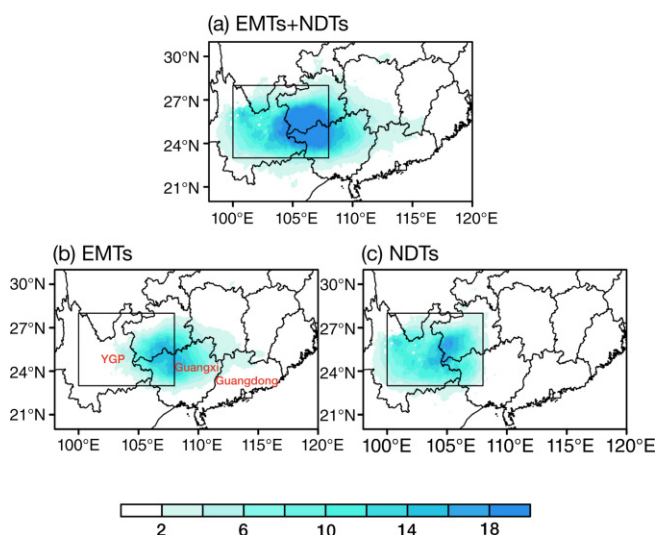 (a) EMTs+NDTs
30°N
27°N
24°N
21°N
100°E 105°E 110°E 115°E 120°E
(b) EMTs
30°N
27°N
24°N
21°N
YGP
Guangxi
Guangdong
100°E 105°E 110°E 115°E 120°E
(c) NDTs
30°N
27°N
24°N
21°N
100°E 105°E 110°E 115°E 120°E
2 6 10 14 18